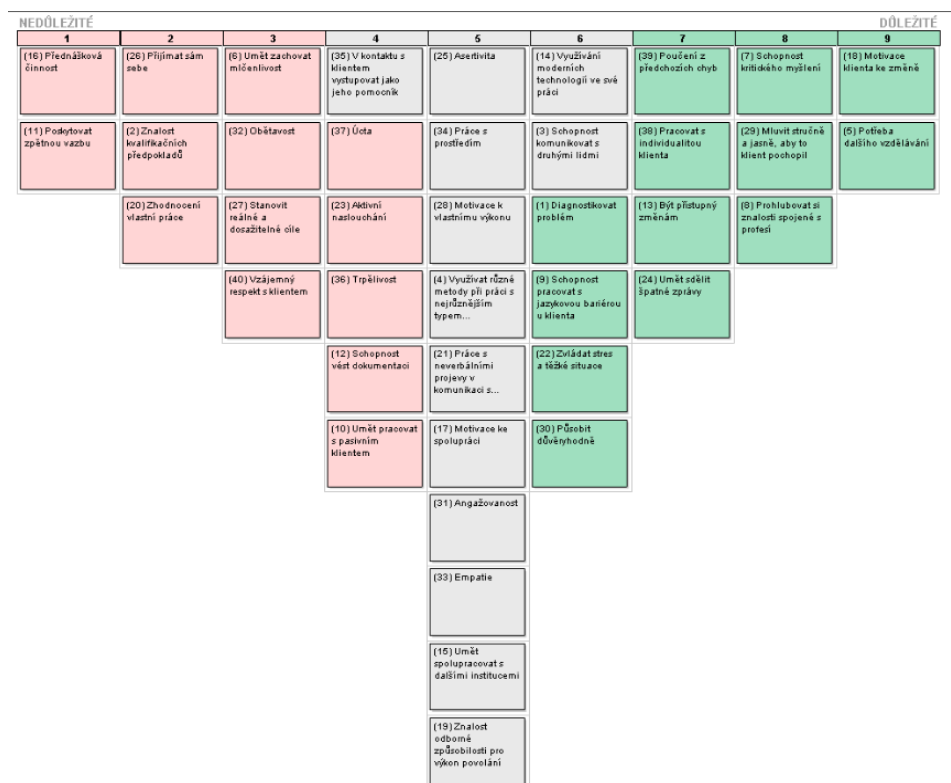 NEDŮLEŽITÉ
DŮLEŽITÉ
1
2
3
4
5
6
7
8
9
(16) Přednášková
činnost
(26) Přijímat sám
sebe
(6) Umět zachovat
mlčenlivost
(35) V kontaktu s
klientem
vystupovat jako
jeho pomocník
(25) Asertivita
(14) Využívání
moderních
technologií ve své
práci
(39) Poučení z
předchozích chyb
(7) Schopnost
kritického myšlení
(18) Motivace
klienta ke změně
(11) Poskytovat
zpětnou vazbu
(2) Znalost
kvalifikačních
předpokladů
(32) Obětavost
(37) Úcta
(34) Práce s
prostředím
(3) Schopnost
komunikovat s
druhými lidmi
(38) Pracovat s
individualitou
klienta
(29) Mluvit stručně
a jasně, aby to
klient pochopil
(5) Potřeba
dalšího vzdělávání
(20) Zhodnocení
vlastní práce
(27) Stanovit
reálné a
dosažitelné cíle
(23) Aktivní
naslouchání
(28) Motivace k
vlastnímu výkonu
(1) Diagnostikovat
problém
(13) Být přístupný
změnám
(8) Prohlubovat si
znalosti spojené s
profesí
(40) Vzájemný
respekt s klientem
(36) Trpělivost
(4) Využívat různé
metody při práci s
nejrůznějším
typem...
(9) Schopnost
pracovat s
jazykovou bariérou
u klienta
(24) Umět sdělit
špatné zprávy
(12) Schopnost
vést dokumentaci
(21) Práce s
neverbálními
projevy v
komunikaci s...
(22) Zvládat stres
a těžké situace
(10) Umět pracovat
s pasivním
klientem
(17) Motivace ke
spolupráci
(30) Působit
důvěryhodně
(31) Angažovanost
(33) Empatie
(15) Umět
spolupracovat s
dalšími institucemi
(19) Znalost
odborné
způsobilosti pro
výkon povolání